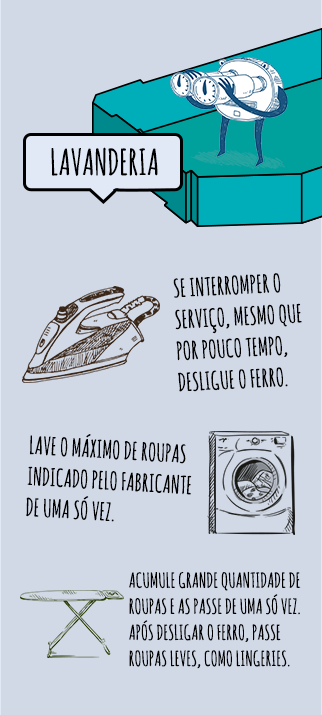 LAVANDERIA
SE INTERROMPER O
SERVIÇO, MESMO QUE
POR POUCO TEMPO,
DESLIGUE O FERRO.
LAVE O MÁXIMO DE ROUPAS
INDICADO PELO FABRICANTE
DE UMA SÓ VEZ.
ACUMULE GRANDE QUANTIDADE DE
ROUPAS E AS PASSE DE UMA SÓ VEZ.
APÓS DESLIGAR O FERRO, PASSE
ROUPAS LEVES, COMO LINGERIES.